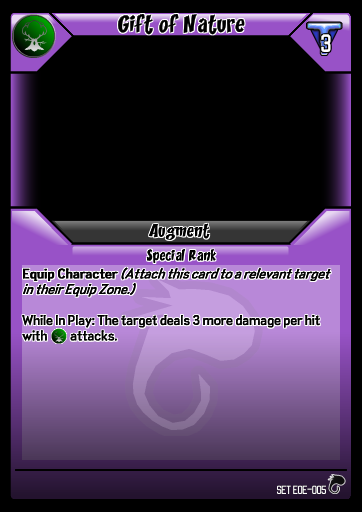 Gift of Nature
3
Augment
Special Rank
Equip Character (Attach this card to a relevant target
in their Equip Zone.)
While In Play: The target deals 3 more damage per hit
with attacks.
SET EOE-005